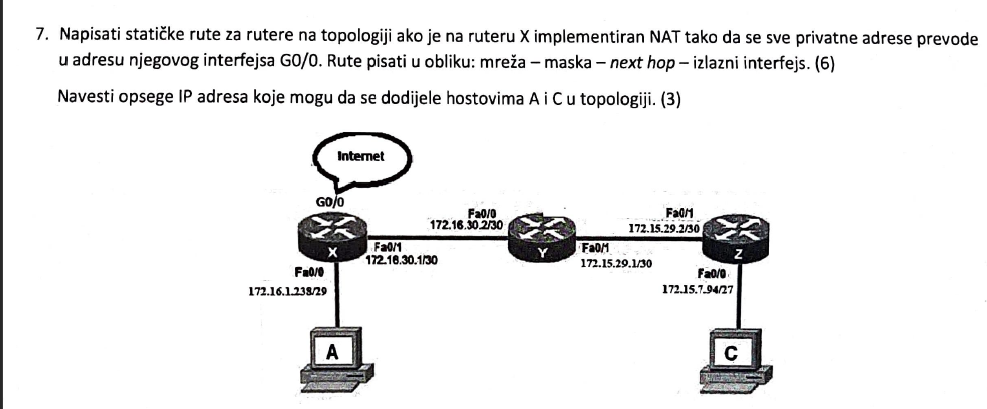 7. Napisati statičke rute za rutere na topologiji ako je na ruteru X implementiran NAT tako da se sve privatne adrese prevode
u adresu njegovog interfejsa G0/0. Rute pisati u obliku: mreža – maska – next hop – izlazni interfejs. (6)
Navesti opsege IP adresa koje mogu da se dodijele hostovima A i C u topologiji. (3)
Internet
G0/0
Fa0/0
172.16.30.2/30
Fa0/1
172.15.29.2/30
X
Fa0/1
172.16.30.1/30
Y
Fa0/1
172.15.29.1/30
Z
Fa0/0
172.16.1.238/29
Fa0/0
172.15.7.94/27
A
C